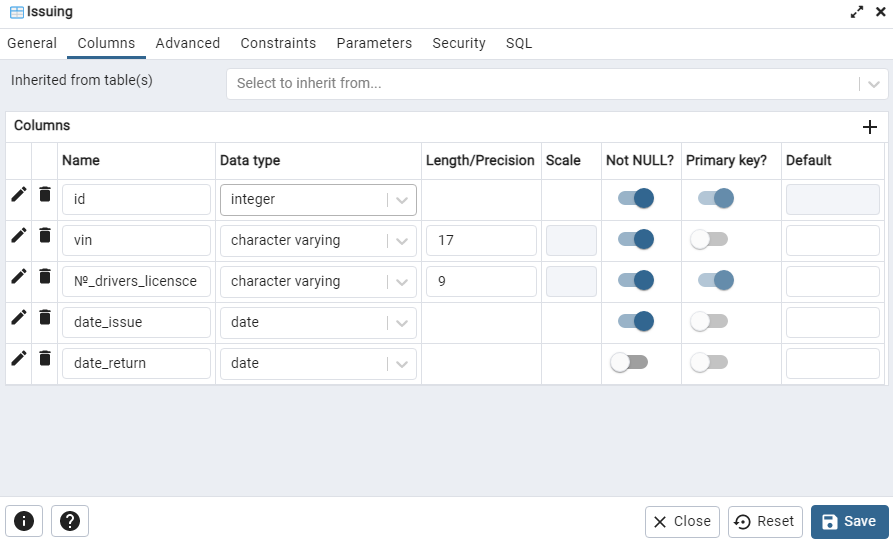 Issuing
General Columns Advanced Constraints Parameters Security SQL
Inherited from table(s) Select to inherit from...
Columns
Name Data type Length/Precision Scale Not NULL? Primary key? Default
id integer
vin character varying 17
№_drivers_licensce character varying 9
date_issue date
date_return date
Close Reset Save